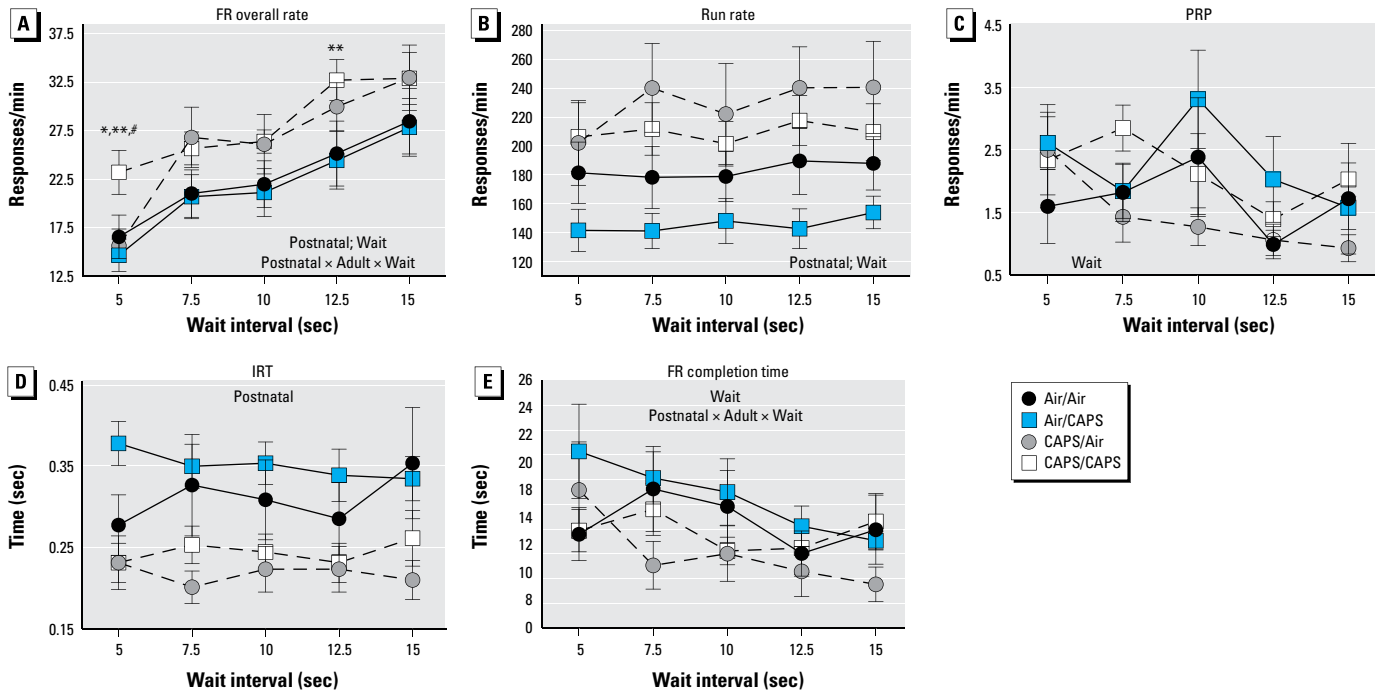 A
FR overall rate
Responses/min
37.5
32.5
27.5
22.5
17.5
12.5
*,**,#
**
Postnatal; Wait
Postnatal × Adult × Wait
5 7.5 10 12.5 15
Wait interval (sec)
B
Run rate
Responses/min
280
260
240
220
200
180
160
140
120
Postnatal; Wait
5 7.5 10 12.5 15
Wait interval (sec)
C
PRP
Responses/min
4.5
3.5
2.5
1.5
0.5
Wait
5 7.5 10 12.5 15
Wait interval (sec)
D
IRT
Time (sec)
0.45
0.35
0.25
0.15
Postnatal
5 7.5 10 12.5 15
Wait interval (sec)
E
FR completion time
Time (sec)
26
24
22
20
18
14
12
10
8
0
Wait
Postnatal × Adult × Wait
5 7.5 10 12.5 15
Wait interval (sec)
Air/Air
Air/CAPS
CAPS/Air
CAPS/CAPS